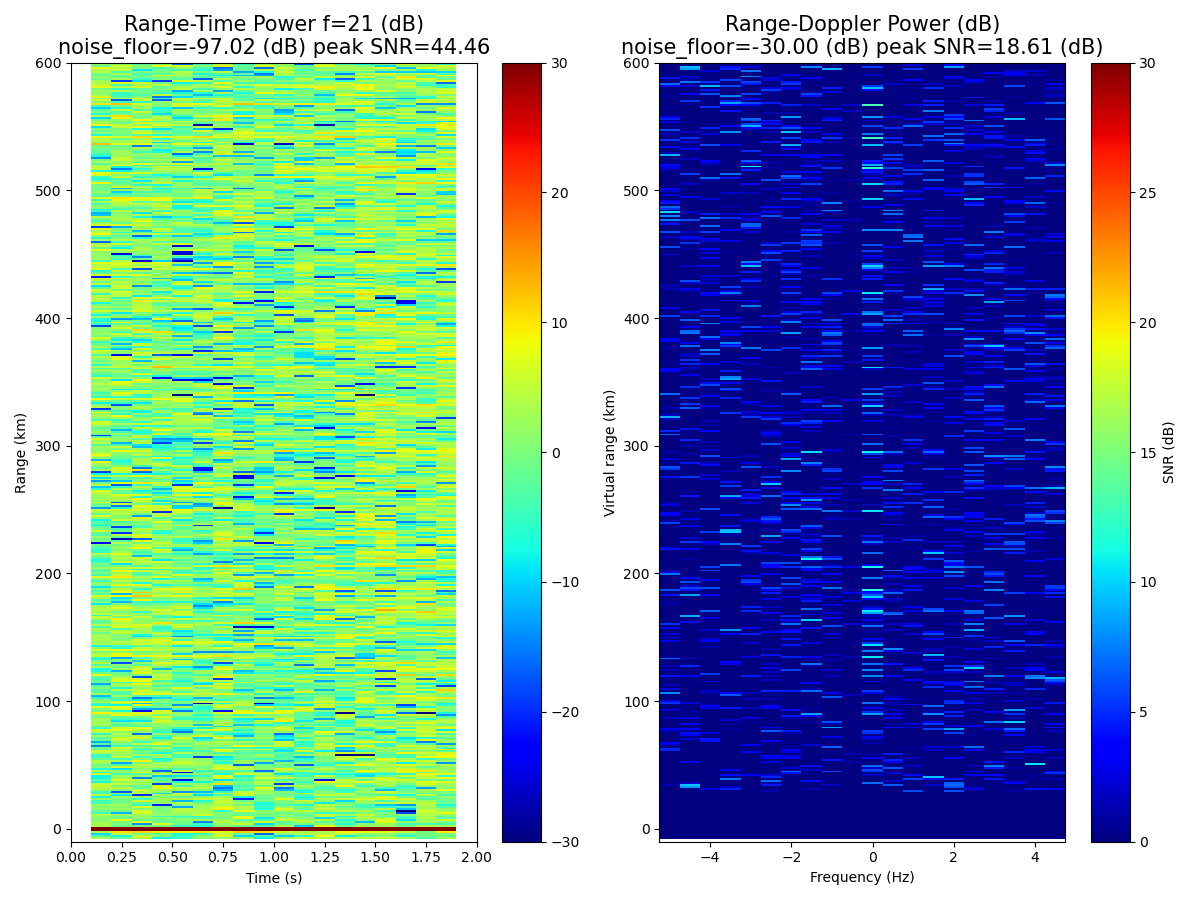 Range-Time Power f=21 (dB)
noise_floor=-97.02 (dB) peak SNR=44.46
600
500
400
300
200
100
0
Range (km)
0.00 0.25 0.50 0.75 1.00 1.25 1.50 1.75 2.00
Time (s)
30
20
10
0
−10
−20
−30
Range-Doppler Power (dB)
noise_floor=-30.00 (dB) peak SNR=18.61 (dB)
600
500
400
300
200
100
0
Virtual range (km)
−4 −2 0 2 4
Frequency (Hz)
30
25
20
15
10
5
0
SNR (dB)